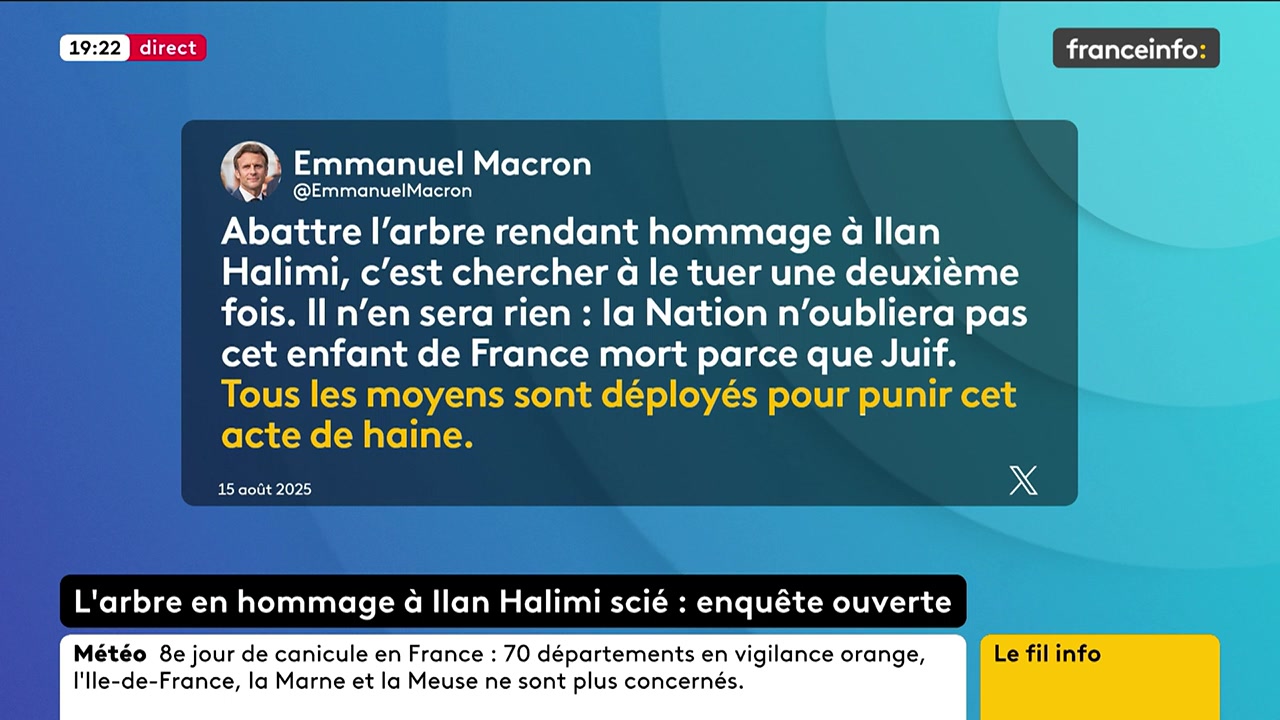 19:22 direct
franceinfo:
Emmanuel Macron
@EmmanuelMacron
Abattre l’arbre rendant hommage à Ilan
Halimi, c’est chercher à le tuer une deuxième
fois. Il n’en sera rien : la Nation n’oubliera pas
cet enfant de France mort parce que Juif.
Tous les moyens sont déployés pour punir cet
acte de haine.
15 août 2025
L'arbre en hommage à Ilan Halimi scié : enquête ouverte
Météo 8e jour de canicule en France : 70 départements en vigilance orange,
l'Ile-de-France, la Marne et la Meuse ne sont plus concernés.
Le fil info